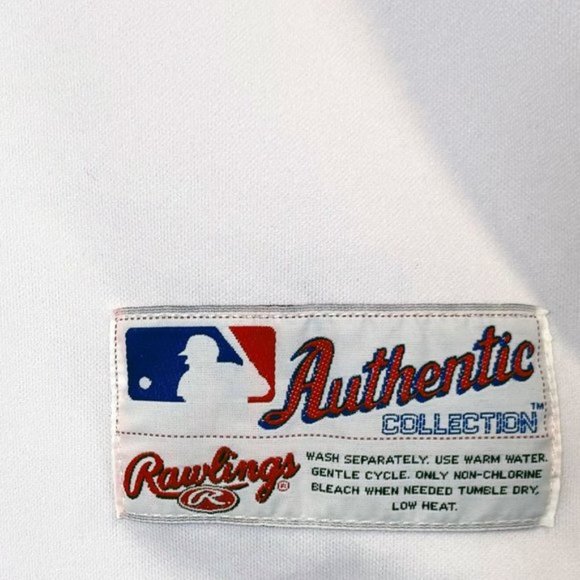 Authentic
COLLECTION™
Rawlings®
R
WASH SEPARATELY. USE WARM WATER.
GENTLE CYCLE. ONLY NON-CHLORINE
BLEACH WHEN NEEDED TUMBLE DRY,
LOW HEAT.